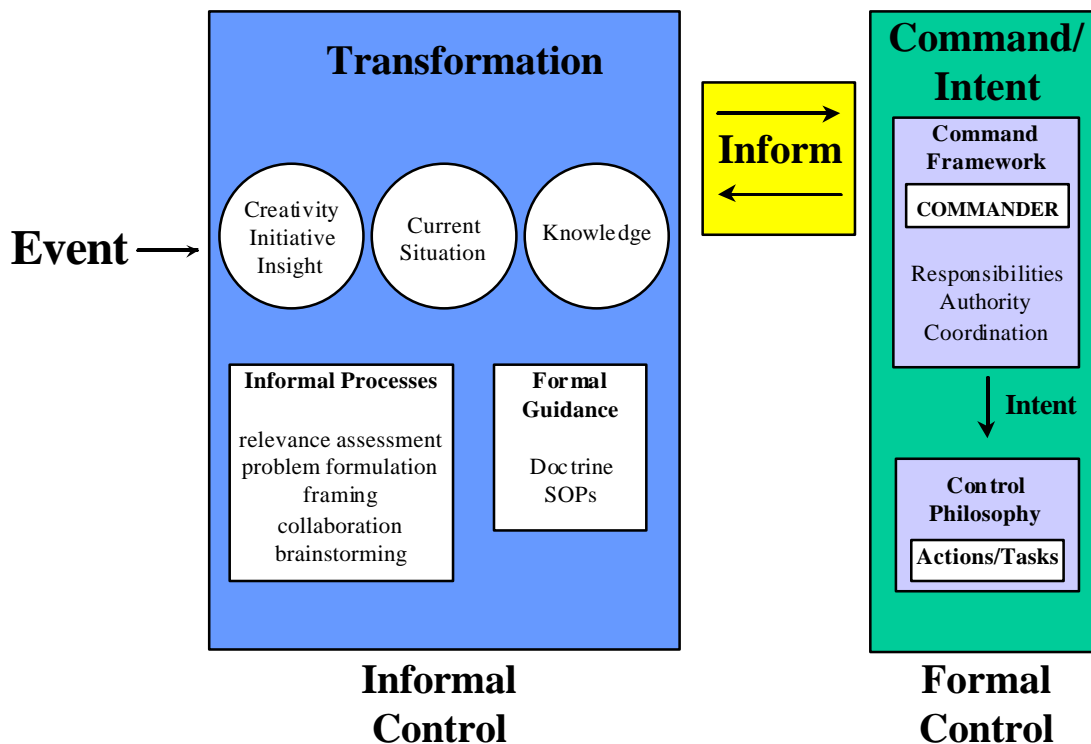 Event
Transformation
Creativity
Initiative
Insight
Current
Situation
Knowledge
Informal Processes
relevance assessment
problem formulation
framing
collaboration
brainstorming
Formal
Guidance
Doctrine
SOPs
Informal
Control
Inform
Command/
Intent
Command
Framework
COMMANDER
Responsibilities
Authority
Coordination
Intent
Control
Philosophy
Actions/Tasks
Formal
Control